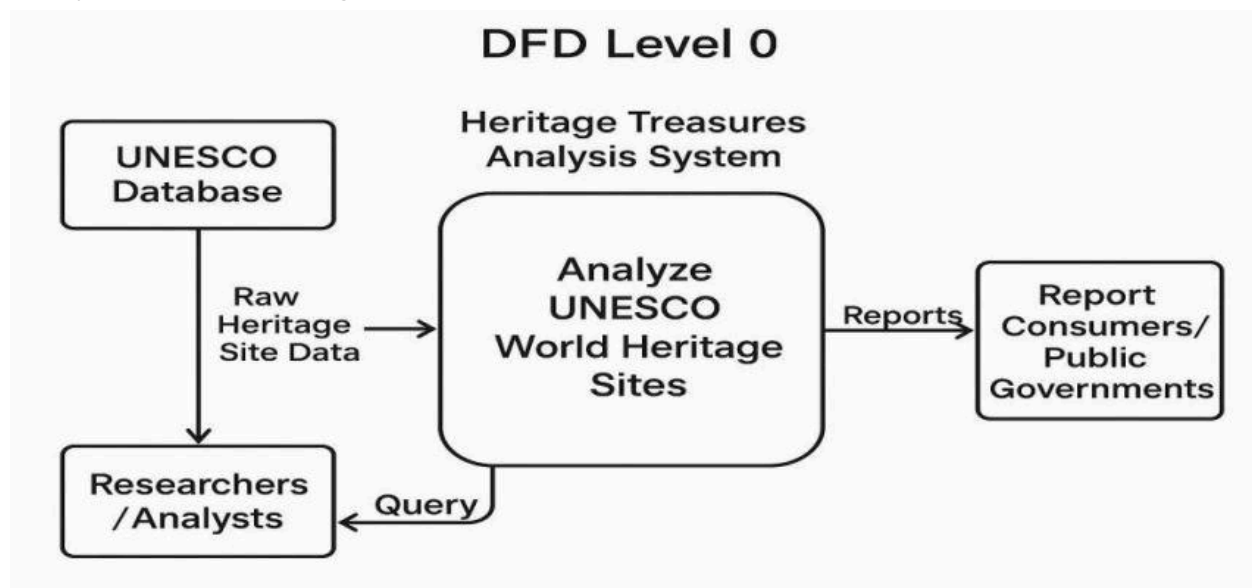 DFD Level 0
Heritage Treasures
Analysis System
UNESCO
Database
Raw
Heritage
Site Data
Analyze
UNESCO
World Heritage
Sites
Reports
Report
Consumers/
Public
Governments
Researchers
/Analysts
Query